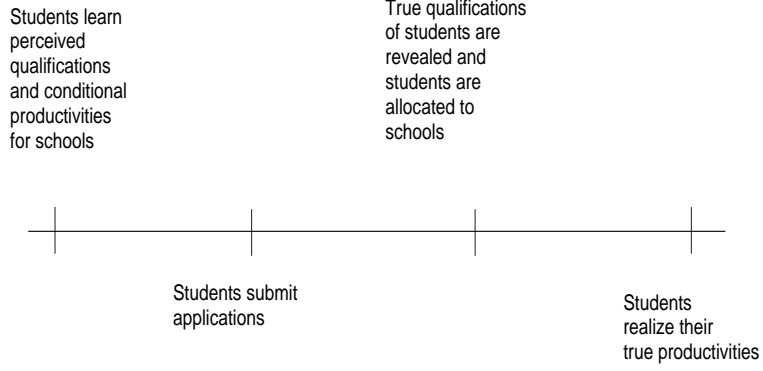 Students learn
perceived
qualifications
and conditional
productivities
for schools
True qualifications
of students are
revealed and
students are
allocated to
schools
Students submit
applications
Students
realize their
true productivities